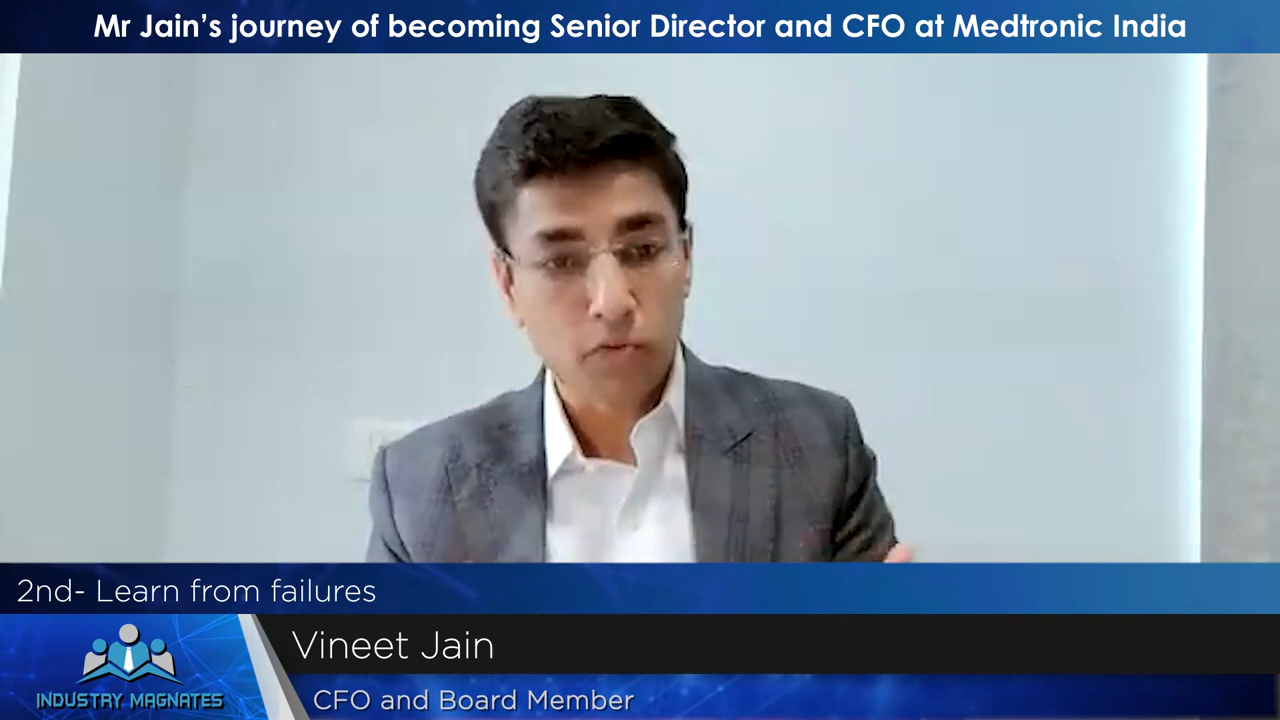 Mr Jain’s journey of becoming Senior Director and CFO at Medtronic India
2nd- Learn from failures
Vineet Jain
INDUSTRY MAGNATES
CFO and Board Member